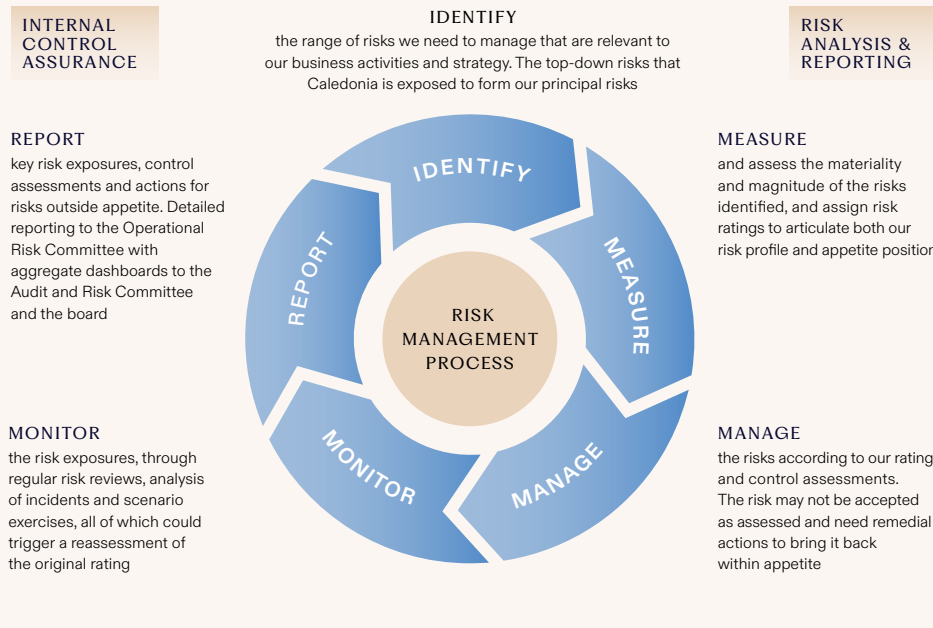 INTERNAL
CONTROL
ASSURANCE
IDENTIFY
the range of risks we need to manage that are relevant to
our business activities and strategy. The top-down risks that
Caledonia is exposed to form our principal risks
RISK
ANALYSIS &
REPORTING
REPORT
key risk exposures, control
assessments and actions for
risks outside appetite. Detailed
reporting to the Operational
Risk Committee with
aggregate dashboards to the
Audit and Risk Committee
and the board
MEASURE
and assess the materiality
and magnitude of the risks
identified, and assign risk
ratings to articulate both our
risk profile and appetite position
IDENTIFY
MEASURE
MANAGE
MONITOR
REPORT
RISK
MANAGEMENT
PROCESS
MONITOR
the risk exposures, through
regular risk reviews, analysis
of incidents and scenario
exercises, all of which could
trigger a reassessment of
the original rating
MANAGE
the risks according to our rating
and control assessments.
The risk may not be accepted
as assessed and need remedial
actions to bring it back
within appetite